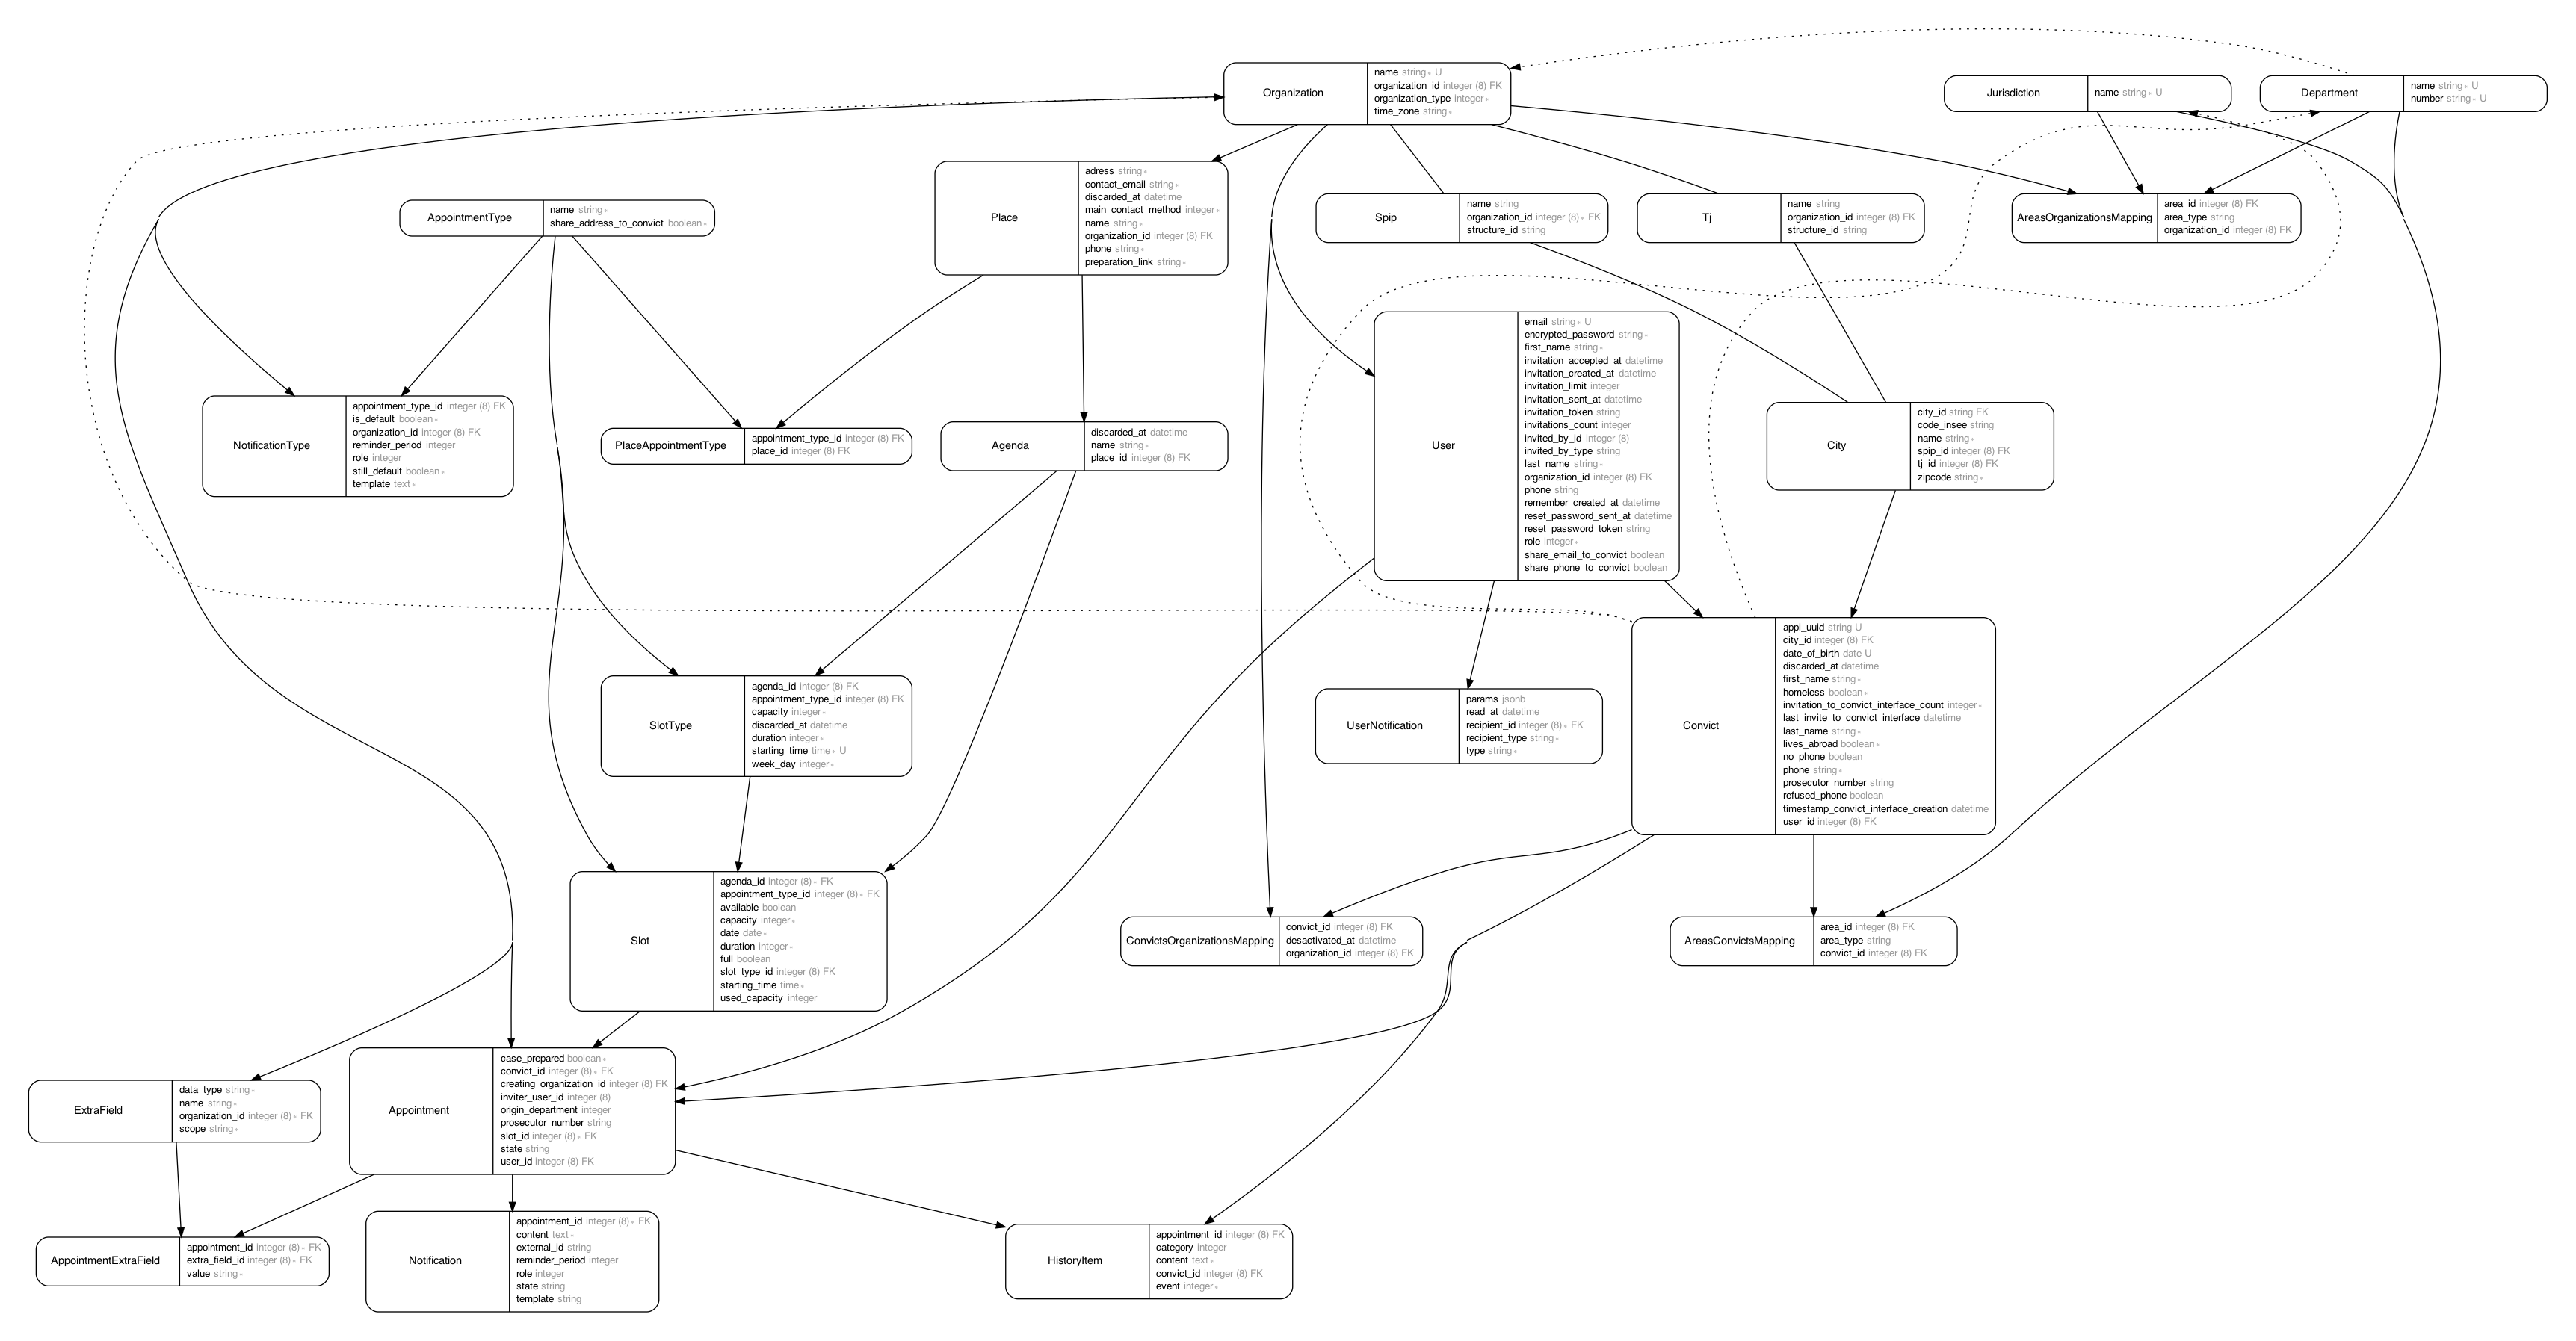 Organization
name string∗ U
organization_id integer (8) FK
organization_type integer∗
time_zone string∗
Jurisdiction
name string∗ U
Department
name string∗ U
number string∗ U
Place
adress string∗
contact_email string∗
discarded_at datetime
main_contact_method integer∗
name string∗
organization_id integer (8) FK
phone string∗
preparation_link string∗
AppointmentType
name string∗
share_address_to_convict boolean∗
Spip
name string
organization_id integer (8)∗ FK
structure_id string
Tj
name string
organization_id integer (8) FK
structure_id string
AreasOrganizationsMapping
area_id integer (8) FK
area_type string
organization_id integer (8) FK
NotificationType
appointment_type_id integer (8) FK
is_default boolean∗
organization_id integer (8) FK
reminder_period integer
role integer
still_default boolean∗
template text∗
PlaceAppointmentType
appointment_type_id integer (8) FK
place_id integer (8) FK
Agenda
discarded_at datetime
name string∗
place_id integer (8) FK
User
email string∗ U
encrypted_password string∗
first_name string∗
invitation_accepted_at datetime
invitation_created_at datetime
invitation_limit integer
invitation_sent_at datetime
invitation_token string
invitations_count integer
invited_by_id integer (8)
invited_by_type string
last_name string∗
organization_id integer (8) FK
phone string
remember_created_at datetime
reset_password_sent_at datetime
reset_password_token string
role integer∗
share_email_to_convict boolean
share_phone_to_convict boolean
City
city_id string FK
code_insee string
name string∗
spip_id integer (8) FK
tj_id integer (8) FK
zipcode string∗
SlotType
agenda_id integer (8) FK
appointment_type_id integer (8) FK
capacity integer∗
discarded_at datetime
duration integer∗
starting_time time∗ U
week_day integer∗
UserNotification
params jsonb
read_at datetime
recipient_id integer (8)∗ FK
recipient_type string∗
type string∗
Convict
appi_uuid string U
city_id integer (8) FK
date_of_birth date U
discarded_at datetime
first_name string∗
homeless boolean∗
invitation_to_convict_interface_count integer∗
last_invite_to_convict_interface datetime
last_name string∗
lives_abroad boolean∗
no_phone boolean
phone string∗
prosecutor_number string
refused_phone boolean
timestamp_convict_interface_creation datetime
user_id integer (8) FK
Slot
agenda_id integer (8)∗ FK
appointment_type_id integer (8)∗ FK
available boolean
capacity integer∗
date date∗
duration integer∗
full boolean
slot_type_id integer (8) FK
starting_time time∗
used_capacity integer
ConvictsOrganizationsMapping
convict_id integer (8) FK
desactivated_at datetime
organization_id integer (8) FK
AreasConvictsMapping
area_id integer (8) FK
area_type string
convict_id integer (8) FK
ExtraField
data_type string∗
name string∗
organization_id integer (8)∗ FK
scope string∗
Appointment
case_prepared boolean∗
convict_id integer (8)∗ FK
creating_organization_id integer (8) FK
inviter_user_id integer (8)
origin_department integer
prosecutor_number string
slot_id integer (8)∗ FK
state string
user_id integer (8) FK
AppointmentExtraField
appointment_id integer (8)∗ FK
extra_field_id integer (8)∗ FK
value string∗
Notification
appointment_id integer (8)∗ FK
content text∗
external_id string
reminder_period integer
role integer
state string
template string
HistoryItem
appointment_id integer (8) FK
category integer
content text∗
convict_id integer (8) FK
event integer∗